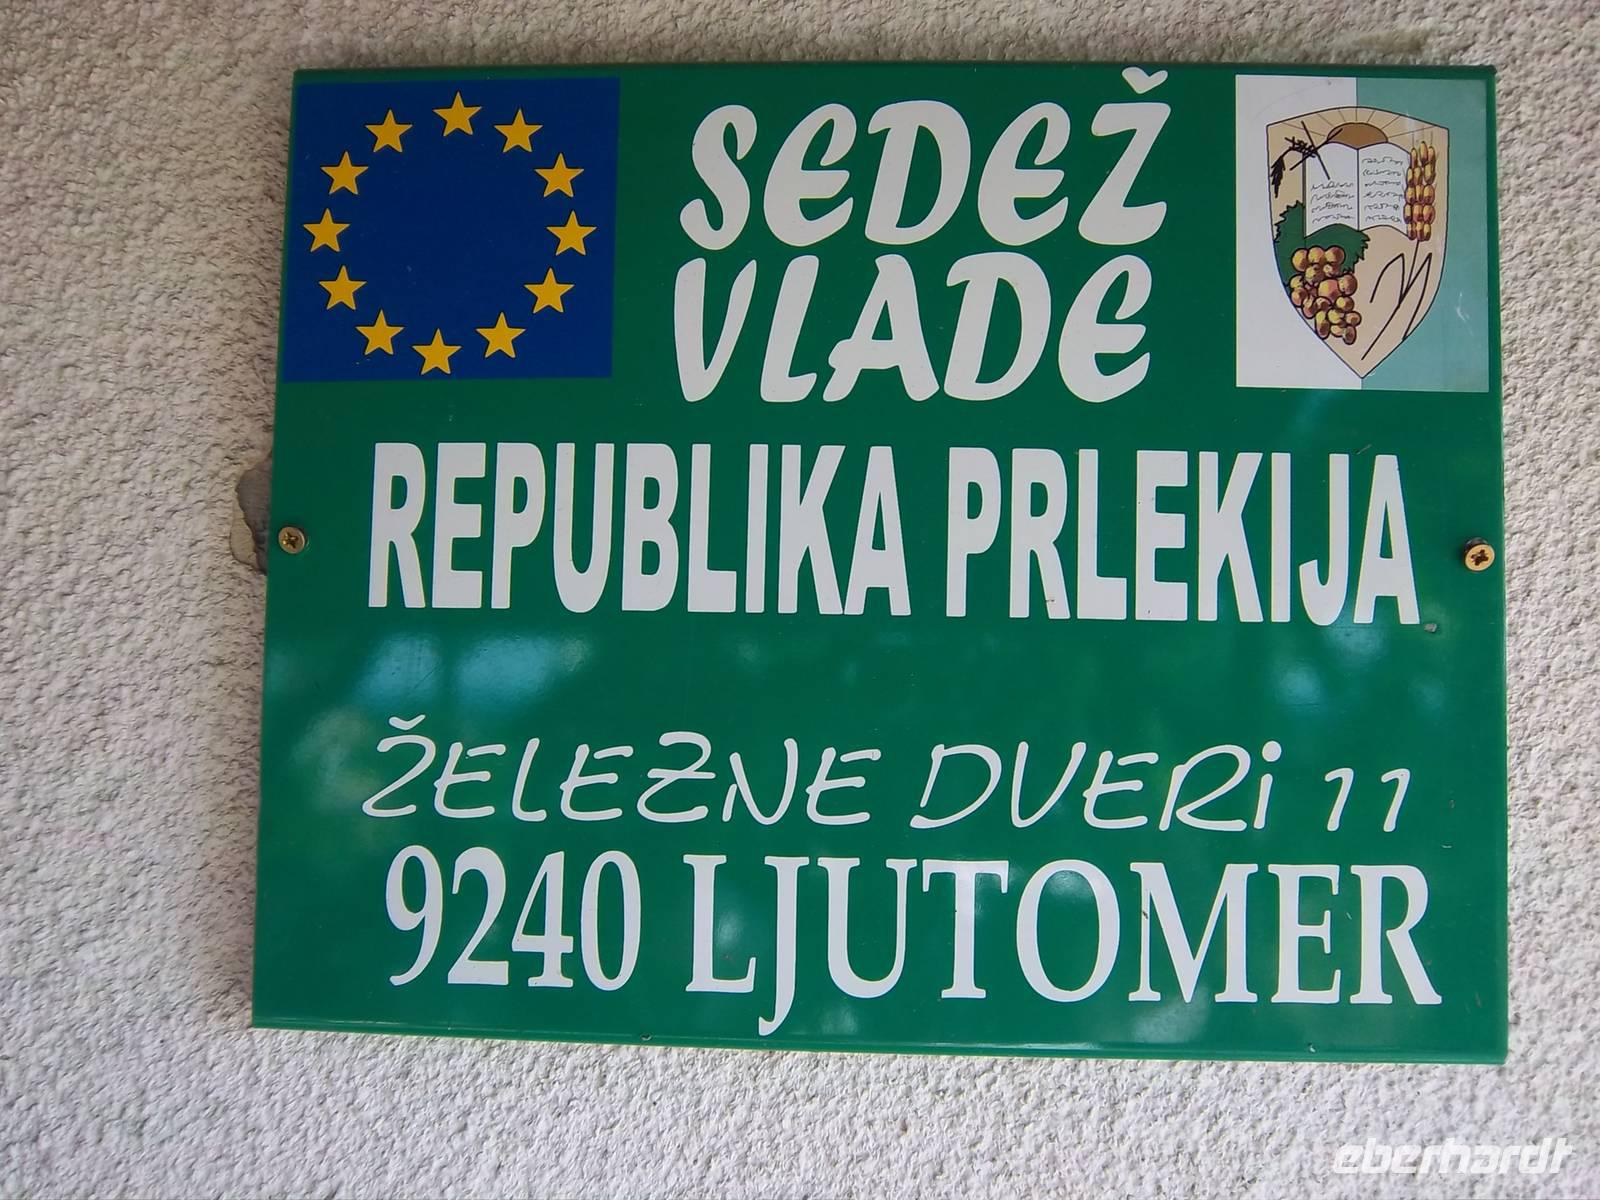 SEDEŽ
VLADE
REPUBLIKA PRLEKIJA
ŽELEZNE DVERi 11
9240 LJUTOMER
eberhardt